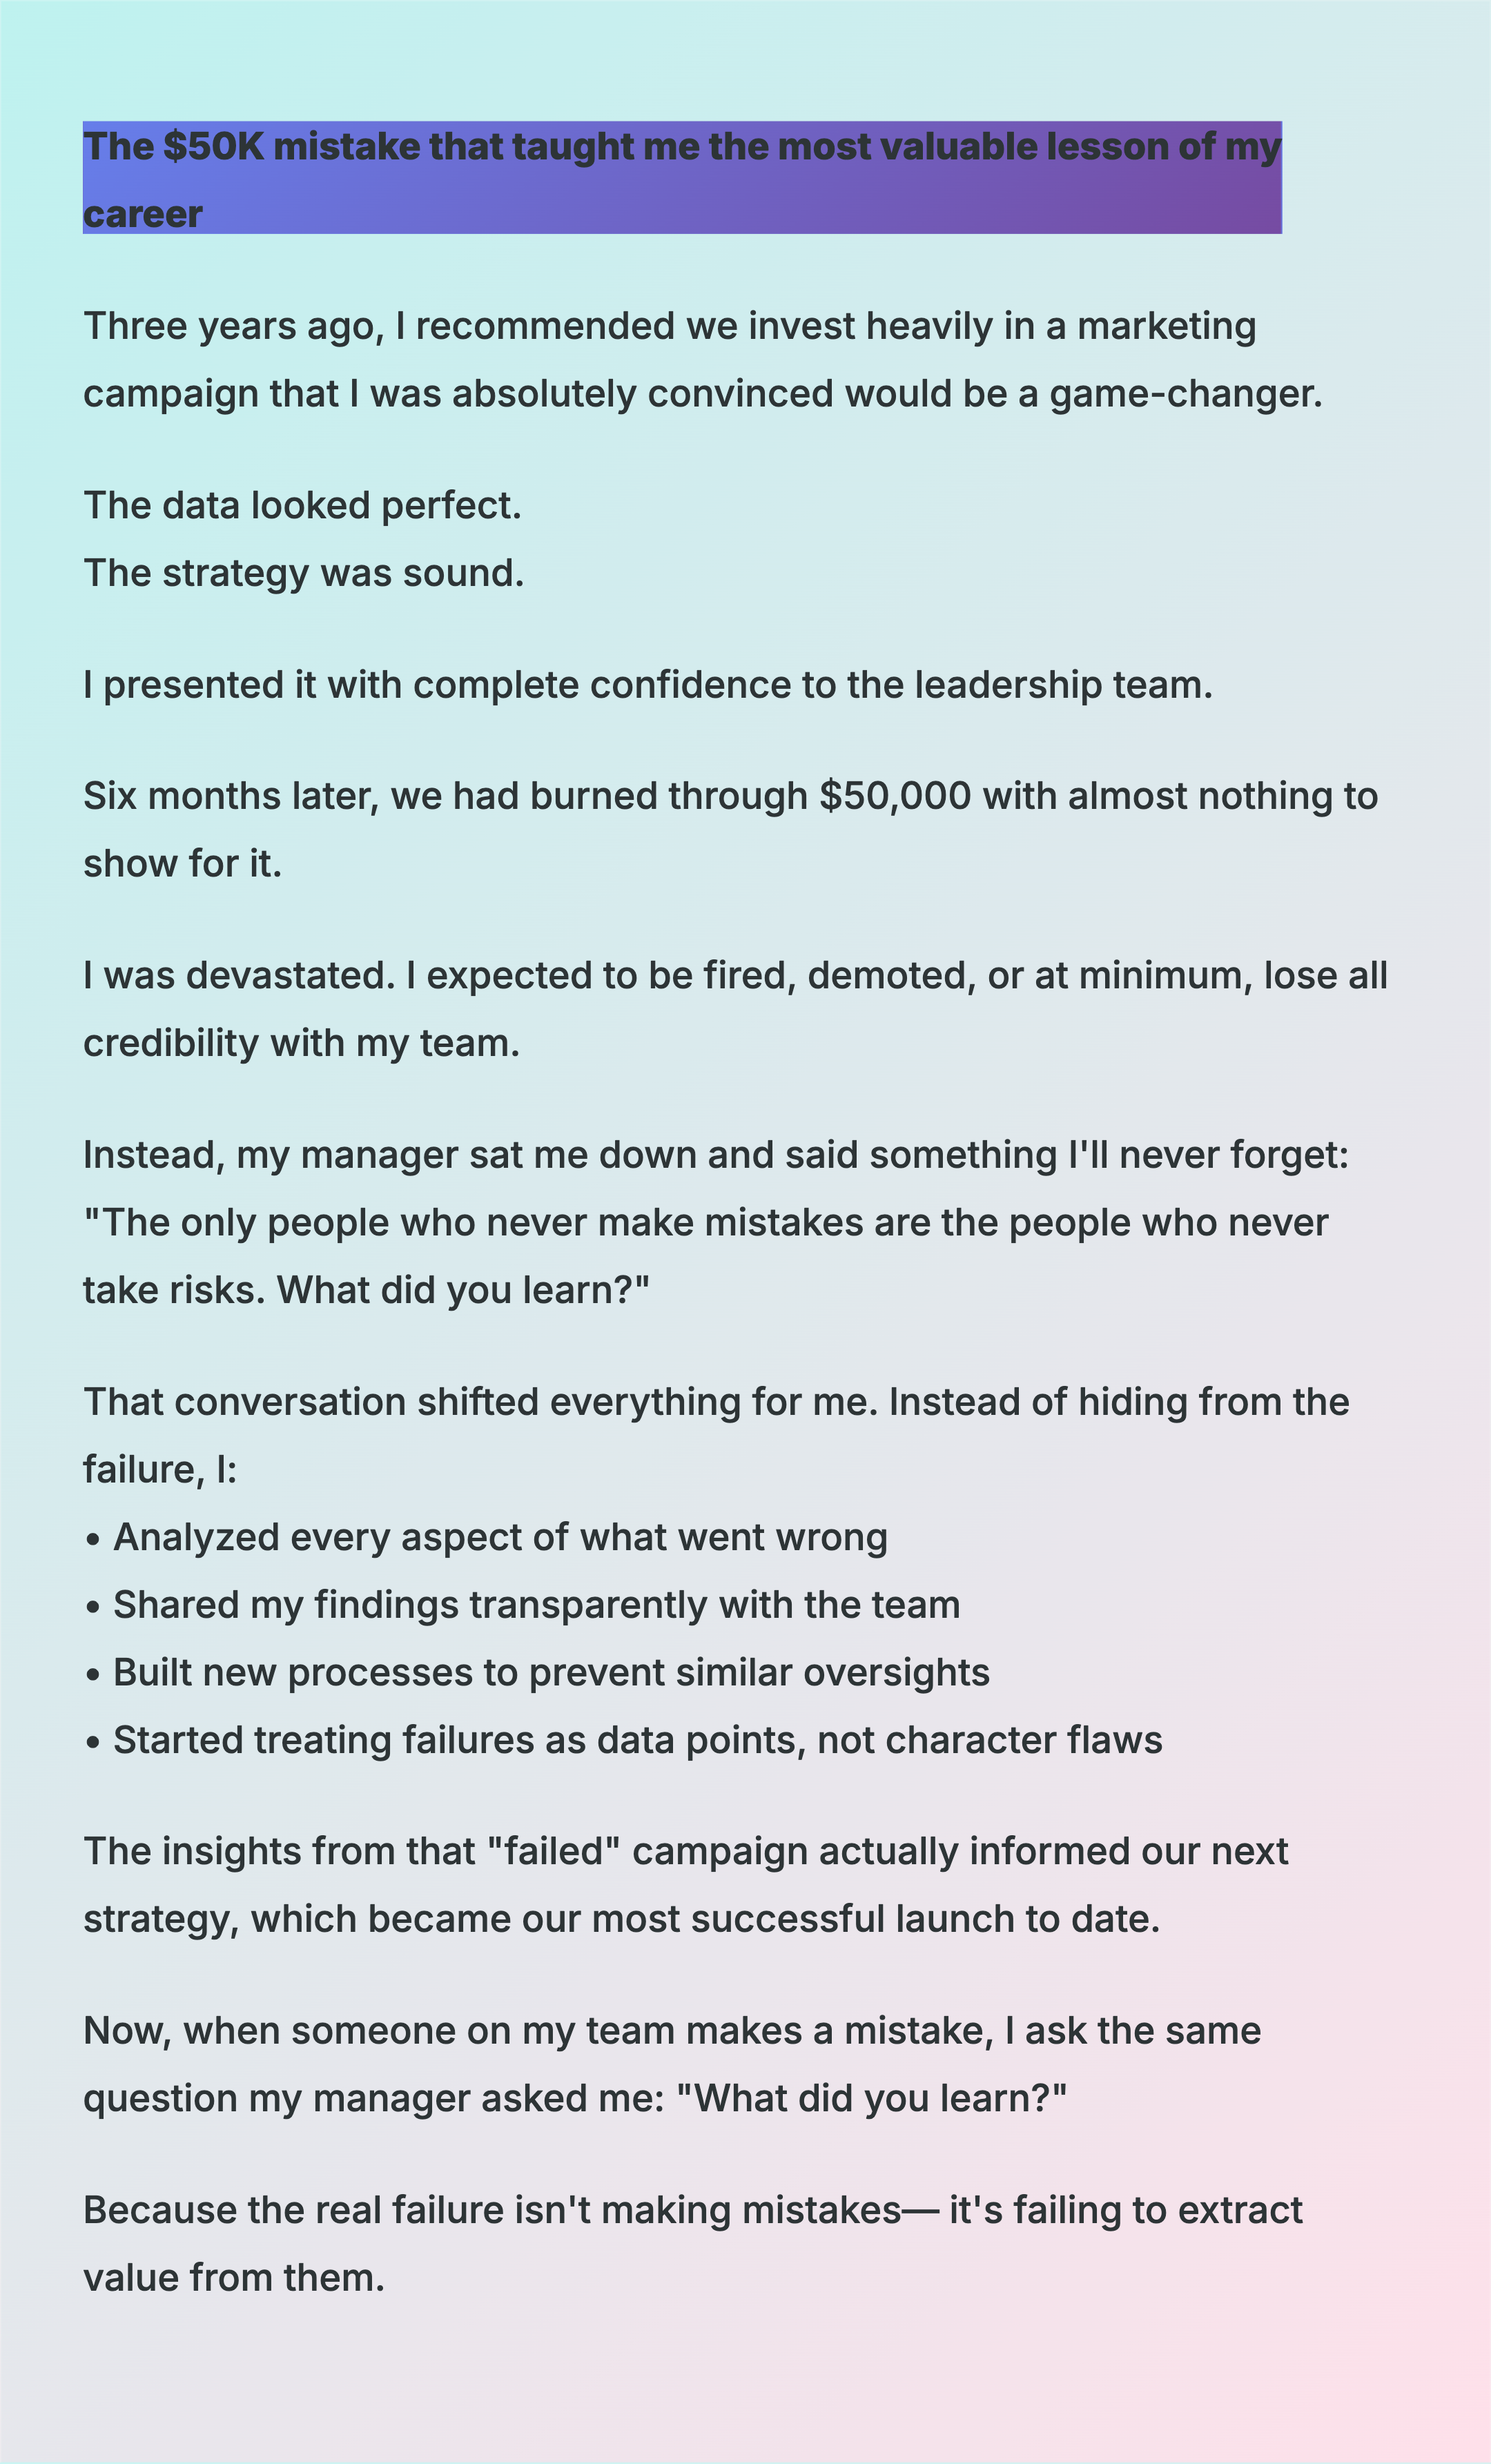 The $50K mistake that taught me the most valuable lesson of my
career
Three years ago, I recommended we invest heavily in a marketing
campaign that I was absolutely convinced would be a game-changer.
The data looked perfect.
The strategy was sound.
I presented it with complete confidence to the leadership team.
Six months later, we had burned through $50,000 with almost nothing to
show for it.
I was devastated. I expected to be fired, demoted, or at minimum, lose all
credibility with my team.
Instead, my manager sat me down and said something I'll never forget:
"The only people who never make mistakes are the people who never
take risks. What did you learn?"
That conversation shifted everything for me. Instead of hiding from the
failure, I:
• Analyzed every aspect of what went wrong
• Shared my findings transparently with the team
• Built new processes to prevent similar oversights
• Started treating failures as data points, not character flaws
The insights from that "failed" campaign actually informed our next
strategy, which became our most successful launch to date.
Now, when someone on my team makes a mistake, I ask the same
question my manager asked me: "What did you learn?"
Because the real failure isn't making mistakes— it's failing to extract
value from them.